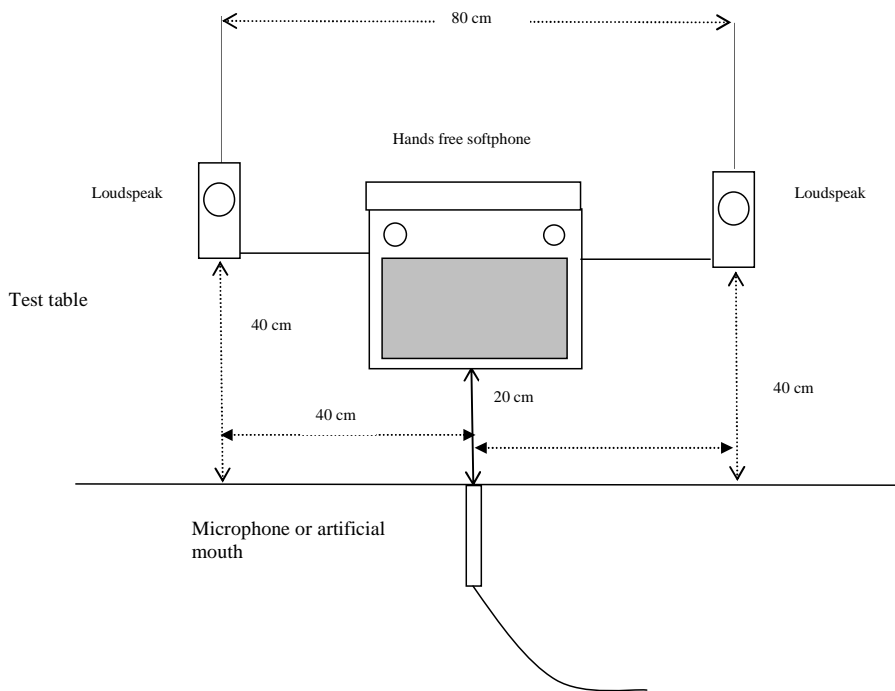 80 cm
Hands free softphone
Loudspeak
Loudspeak
Test table
40 cm
40 cm
20 cm
40 cm
Microphone or artificial
mouth